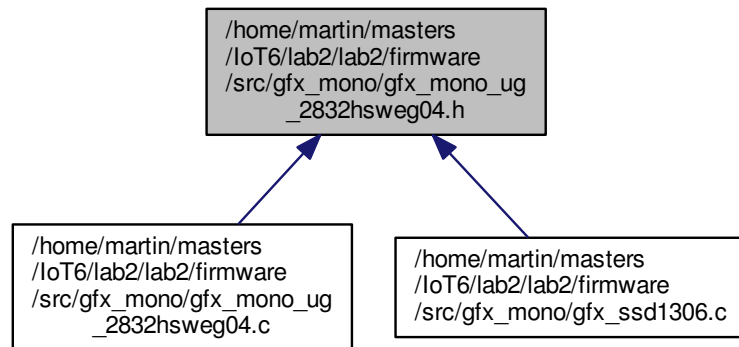 /home/martin/masters
/IoT6/lab2/lab2/firmware
/src/gfx_mono/gfx_mono_ug
_2832hsweg04.h
/home/martin/masters
/IoT6/lab2/lab2/firmware
/src/gfx_mono/gfx_mono_ug
_2832hsweg04.c
/home/martin/masters
/IoT6/lab2/lab2/firmware
/src/gfx_mono/gfx_ssd1306.c